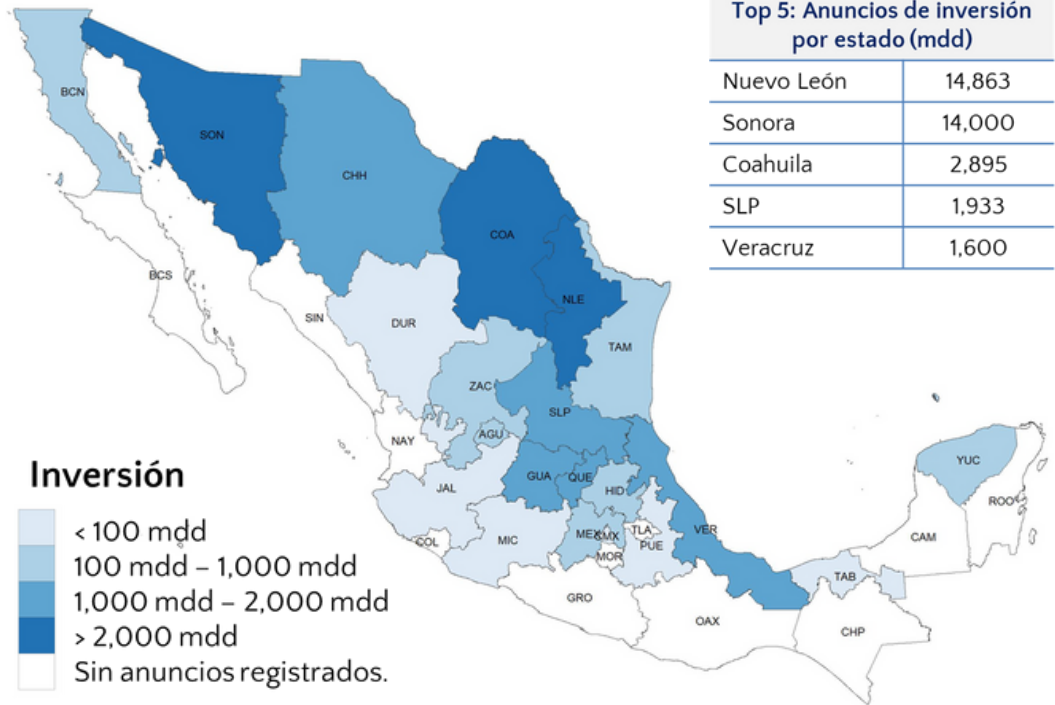 Top 5: Anuncios de inversión
por estado (mdd)
Nuevo León 14,863
Sonora 14,000
Coahuila 2,895
SLP 1,933
Veracruz 1,600
BCN
SON
CHH
COA
BCS
NLE
SIN
DUR
TAM
ZAC
SLP
NAY
AGU
YUC
GUA
QUE
HID
JAL
ROO
VER
MEX
CMX
TLA
PUE
CAM
COL
MIC
MOR
TAB
GRO
OAX
CHP
Inversión
< 100 mdd
100 mdd – 1,000 mdd
1,000 mdd – 2,000 mdd
> 2,000 mdd
Sin anuncios registrados.